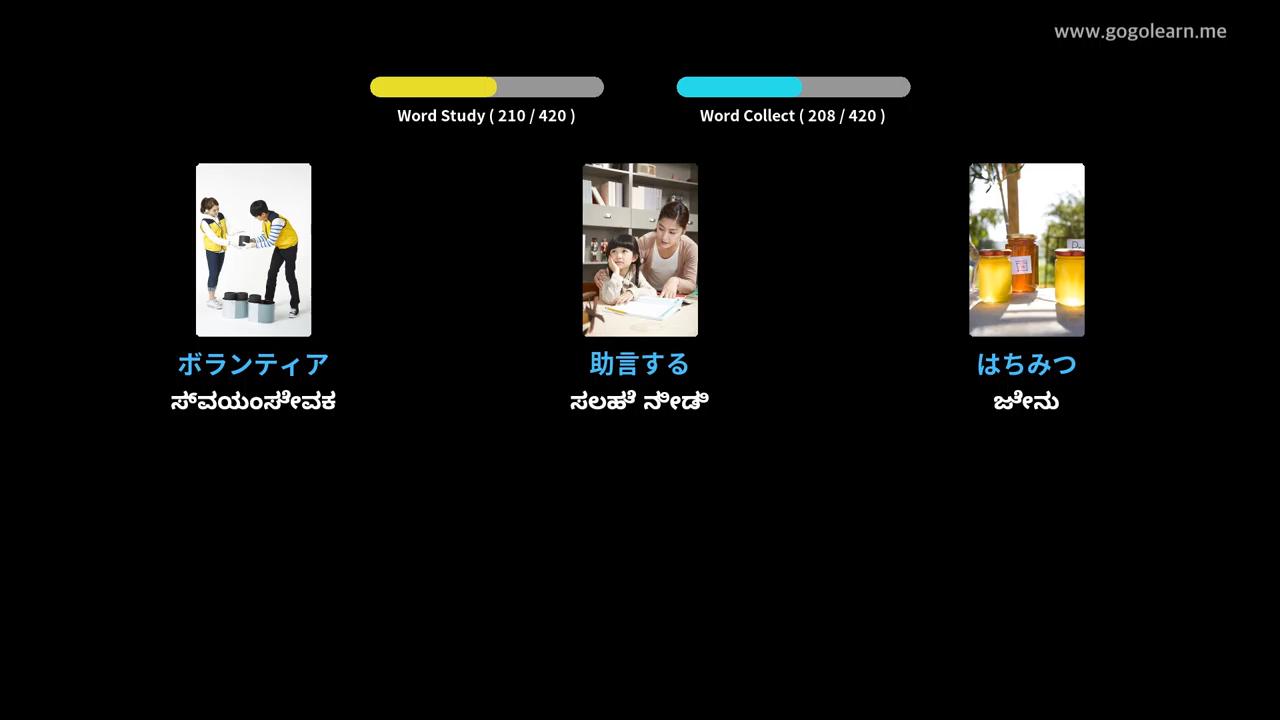 www.gogolearn.me
Word Study ( 210 / 420 )
Word Collect ( 208 / 420 )
ボランティア
助言する
はちみつ
ಸ್ವಯಂಸೇವಕ
ಸಲಹೆ ನೀಡಿ
ಜೇನು